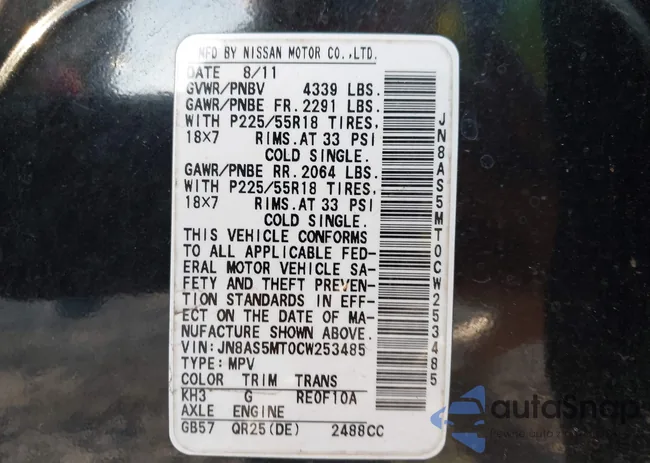 MFD BY NISSAN MOTOR CO.,LTD.
DATE 8/11
GVWR/PNBV 4339 LBS.
GAWR/PNBE FR. 2291 LBS.
WITH P225/55R18 TIRES,
18X7 RIMS.AT 33 PSI
COLD SINGLE.
GAWR/PNBE RR. 2064 LBS.
WITH P225/55R18 TIRES,
18X7 RIMS.AT 33 PSI
COLD SINGLE.
THIS VEHICLE CONFORMS
TO ALL APPLICABLE FED-
ERAL MOTOR VEHICLE SA-
FETY AND THEFT PREVEN-
TION STANDARDS IN EFF-
ECT ON THE DATE OF MA-
NUFACTURE SHOWN ABOVE.
VIN:JN8AS5MT0CW253485
TYPE: MPV
COLOR TRIM TRANS
KH3 G RE0F10A
AXLE ENGINE
GB57 QR25(DE) 2488CC
JN8AS5MT0CW253485
autoSnap